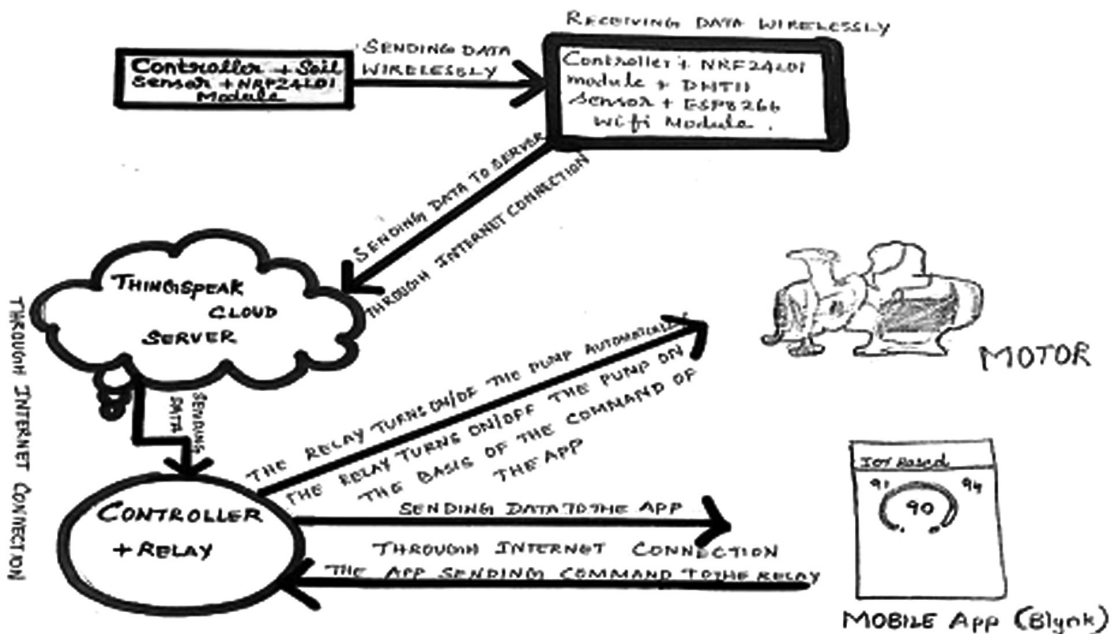 RECEIVING DATA WIRELESSLY
SENDING DATA
WIRELESSLY
Controller + Soil
Sensor + NRF24L01
Module
Controller + NRF24L01
module + DHT11
sensor + ESP8266
Wifi Module .
SENDING DATA TO SERVER
THROUGH INTERNET CONNECTION
THINGSPEAK
CLOUD
SERVER
THROUGH INTERNET CONNECTION
SENDING
DATA
THE RELAY TURNS ON/OF THE PUMP AUTOMATICALLY
THE RELAY TURNS ON/OFF THE PUMP ON
THE BASIS OF THE COMMAND OF
THE APP
MOTOR
CONTROLLER
+ RELAY
SENDING DATA TO THE APP
THROUGH INTERNET CONNECTION
THE APP SENDING COMMAND TO THE RELAY
IOT Based
91 94
90
MOBILE App (Blynk)